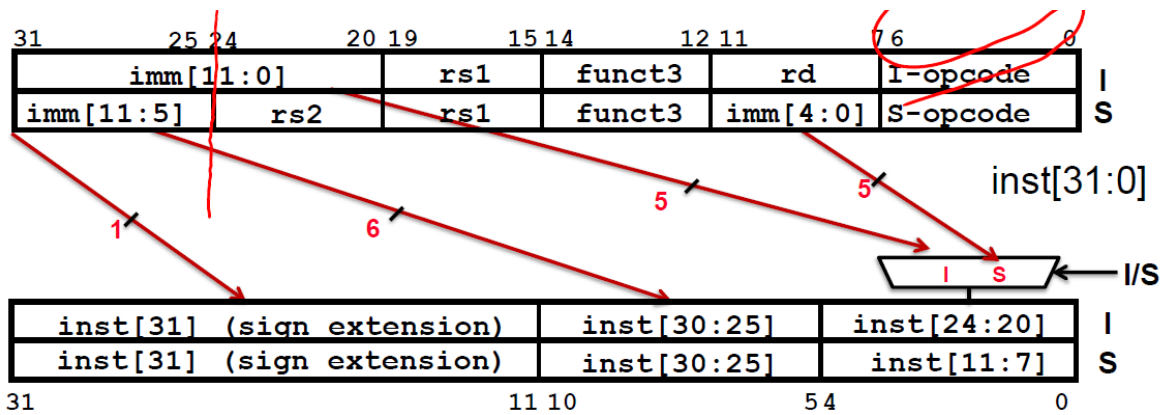 31 25 24 20 19 15 14 12 11 7 6 0
imm[11:0] rs1 funct3 rd I-opcode I
imm[11:5] rs2 rs1 funct3 imm[4:0] S-opcode S
1 6 5 5 inst[31:0]
I S I/S
inst[31] (sign extension) inst[30:25] inst[24:20] I
inst[31] (sign extension) inst[30:25] inst[11:7] S
31 11 10 5 4 0